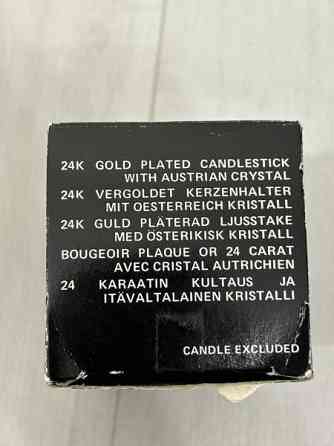 24K GOLD PLATED CANDLESTICK
WITH AUSTRIAN CRYSTAL
24K VERGOLDET KERZENHALTER
MIT OESTERREICH KRISTALL
24K GULD PLÄTERAD LJUSSTAKE
MED ÖSTERIKISK KRISTALL
BOUGEOIR PLAQUE OR 24 CARAT
AVEC CRISTAL AUTRICHIEN
24 KARAATIN KULTAUS JA
ITÄVALTALAINEN KRISTALLI
CANDLE EXCLUDED